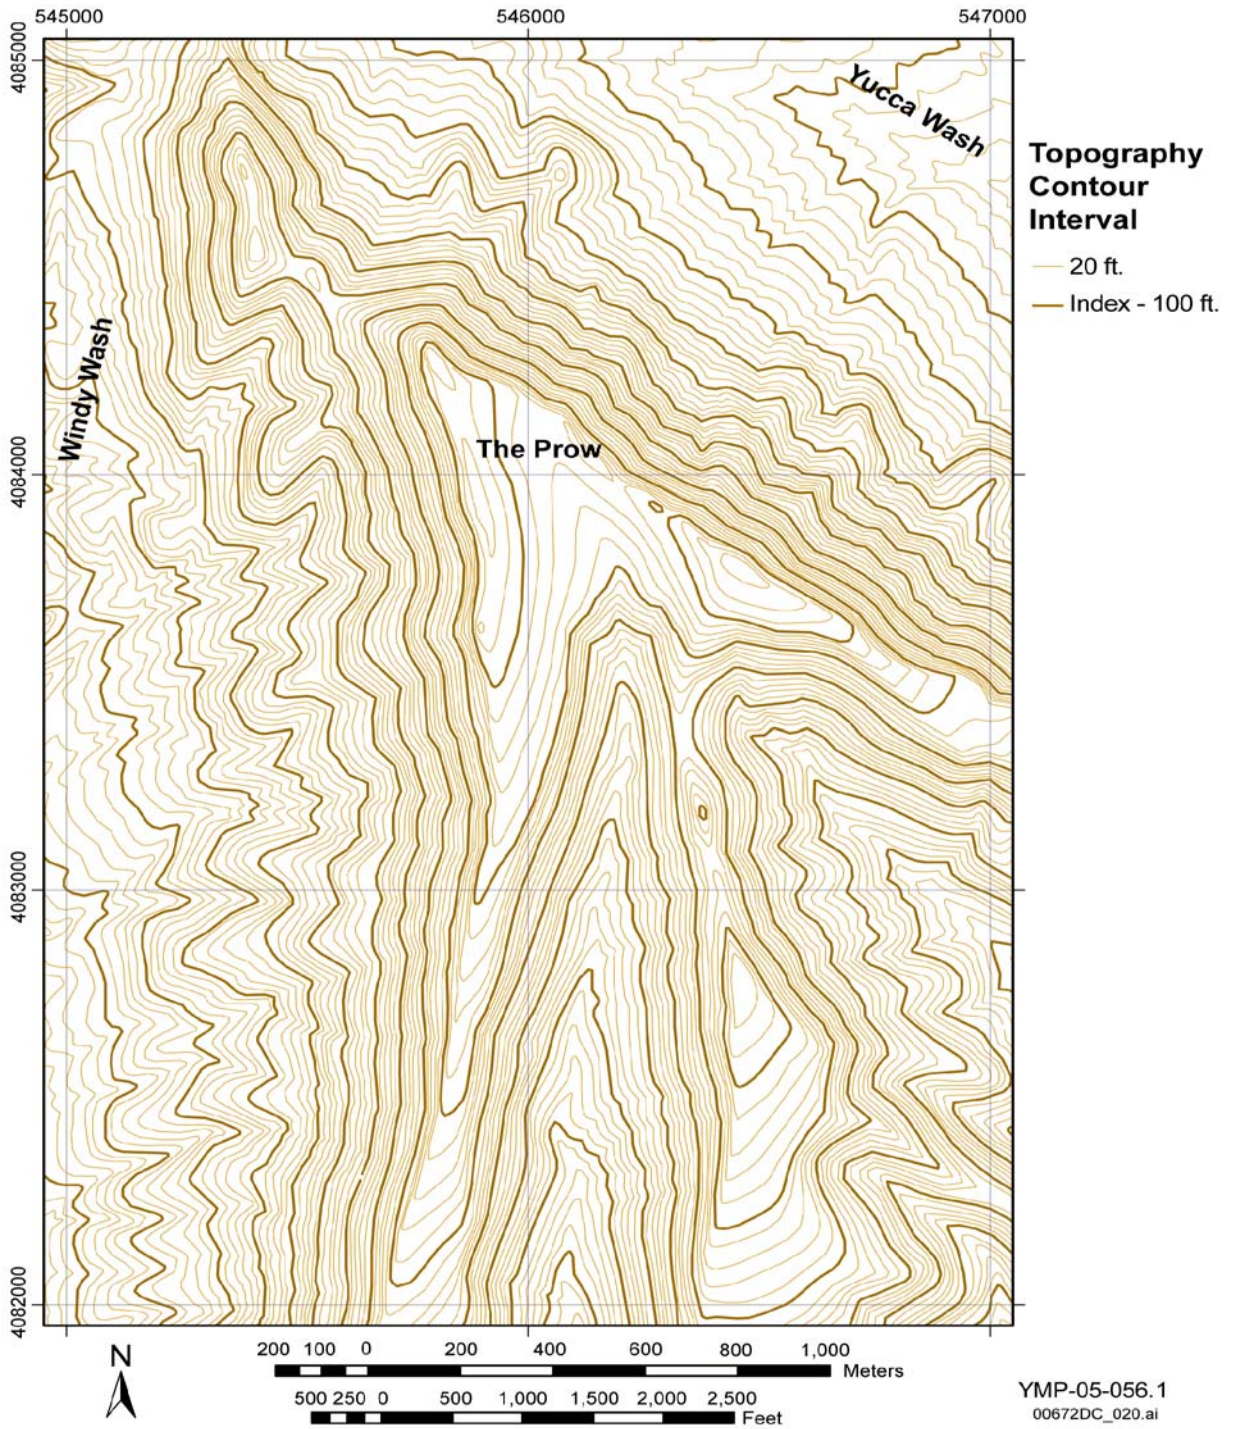 545000 546000 547000
4085000
4084000
4083000
4082000
Yucca Wash
Windy Wash
The Prow
Topography
Contour
Interval
20 ft.
Index - 100 ft.
N
200 100 0 200 400 600 800 1,000
Meters
500 250 0 500 1,000 1,500 2,000 2,500
Feet
YMP-05-056.1
00672DC_020.ai